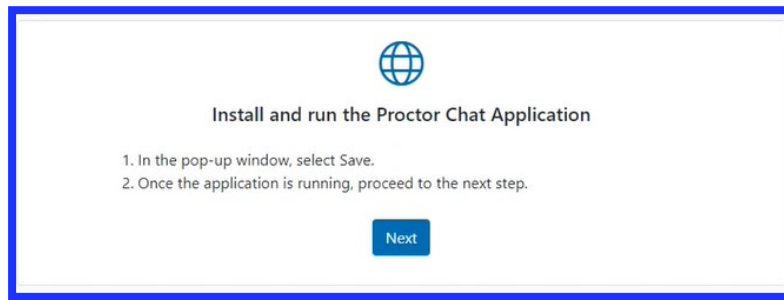 Install and run the Proctor Chat Application
1. In the pop-up window, select Save.
2. Once the application is running, proceed to the next step.
Next